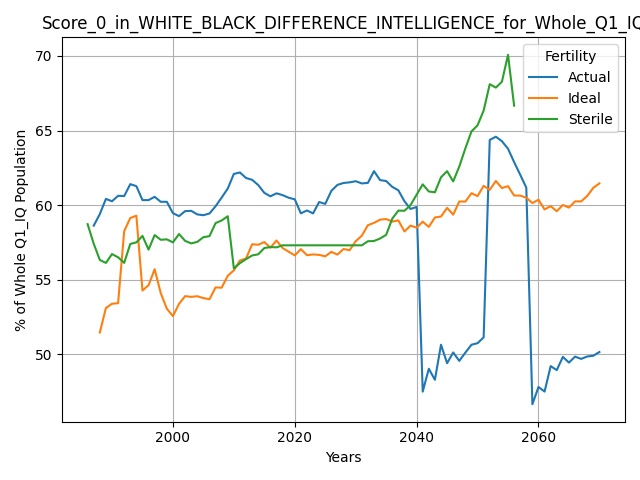 Score_0_in_WHITE_BLACK_DIFFERENCE_INTELLIGENCE_for_Whole_Q1_IQ
Fertility
Actual
Ideal
Sterile
% of Whole Q1_IQ Population
70
65
60
55
50
2000 2020 2040 2060
Years